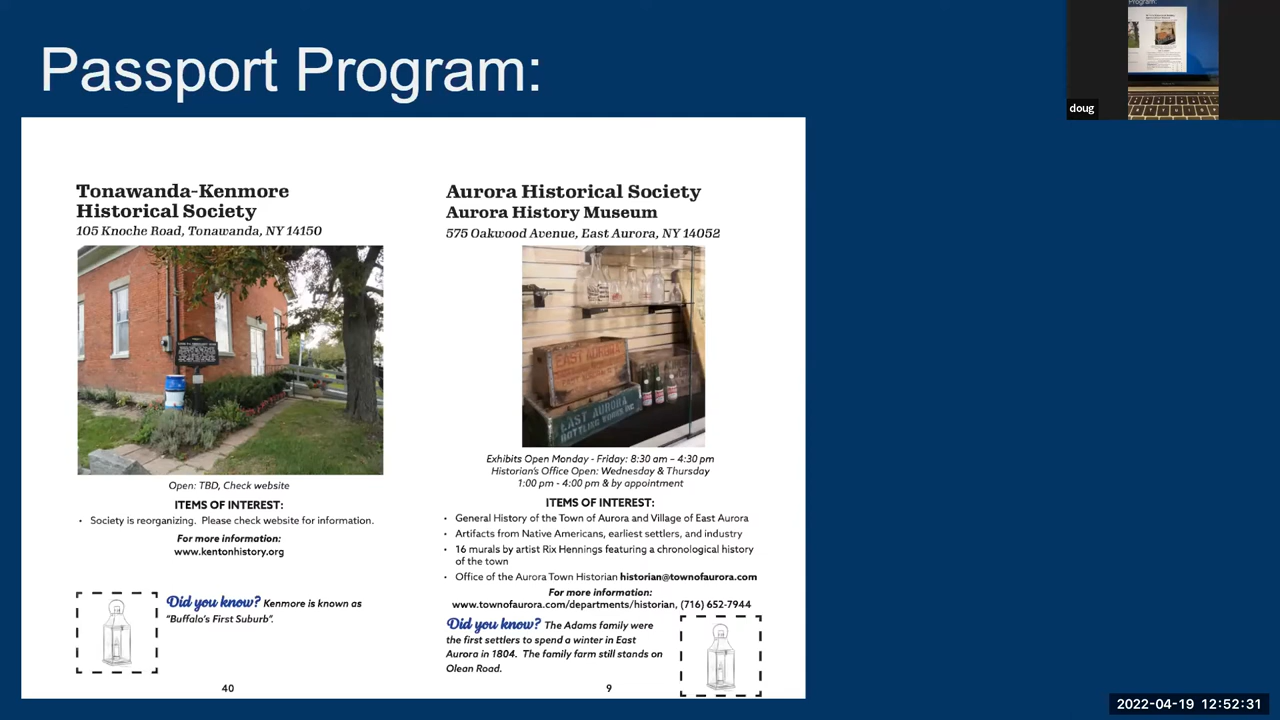 Passport Program:
doug
Tonawanda-Kenmore
Historical Society
105 Knoche Road, Tonawanda, NY 14150
Open: TBD, Check website
ITEMS OF INTEREST:
• Society is reorganizing. Please check website for information.
For more information:
www.kentonhistory.org
Did you know? Kenmore is known as
"Buffalo's First Suburb".
40
Aurora Historical Society
Aurora History Museum
575 Oakwood Avenue, East Aurora, NY 14052
EAST AURORA
EAST AURORA
BOTTLING WORKS INC
Exhibits Open Monday - Friday: 8:30 am – 4:30 pm
Historian's Office Open: Wednesday & Thursday
1:00 pm - 4:00 pm & by appointment
ITEMS OF INTEREST:
• General History of the Town of Aurora and Village of East Aurora
• Artifacts from Native Americans, earliest settlers, and industry
• 16 murals by artist Rix Hennings featuring a chronological history
of the town
• Office of the Aurora Town Historian historian@townofaurora.com
For more information:
www.townofaurora.com/departments/historian, (716) 652-7944
Did you know? The Adams family were
the first settlers to spend a winter in East
Aurora in 1804. The family farm still stands on
Olean Road.
9
2022-04-19 12:52:31